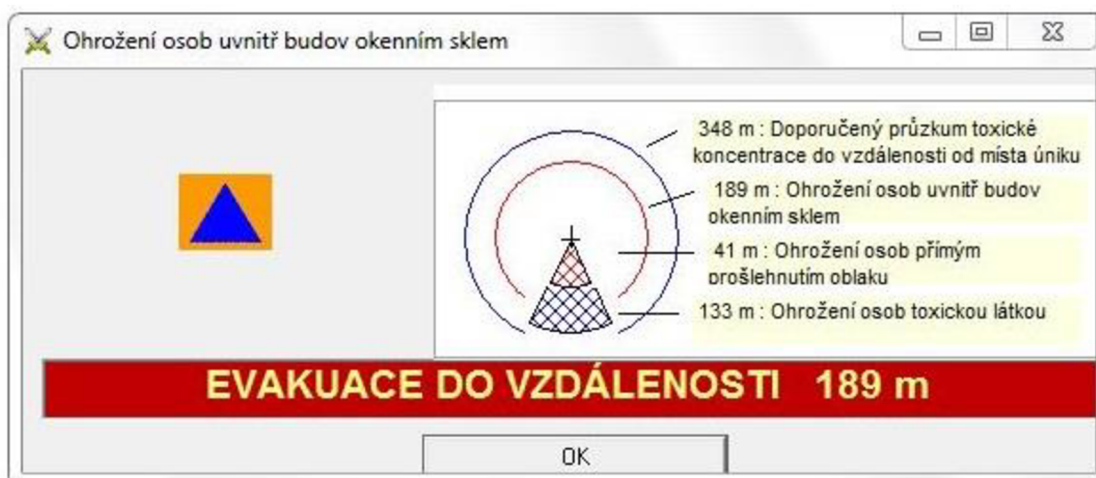 Ohrožení osob uvnitř budov okenním sklem
348 m : Doporučený průzkum toxické
koncentrace do vzdálenosti od místa úniku
189 m : Ohrožení osob uvnitř budov
okenním sklem
41 m : Ohrožení osob přímým
prošlehnutím oblaku
133 m : Ohrožení osob toxickou látkou
EVAKUACE DO VZDÁLENOSTI 189 m
OK